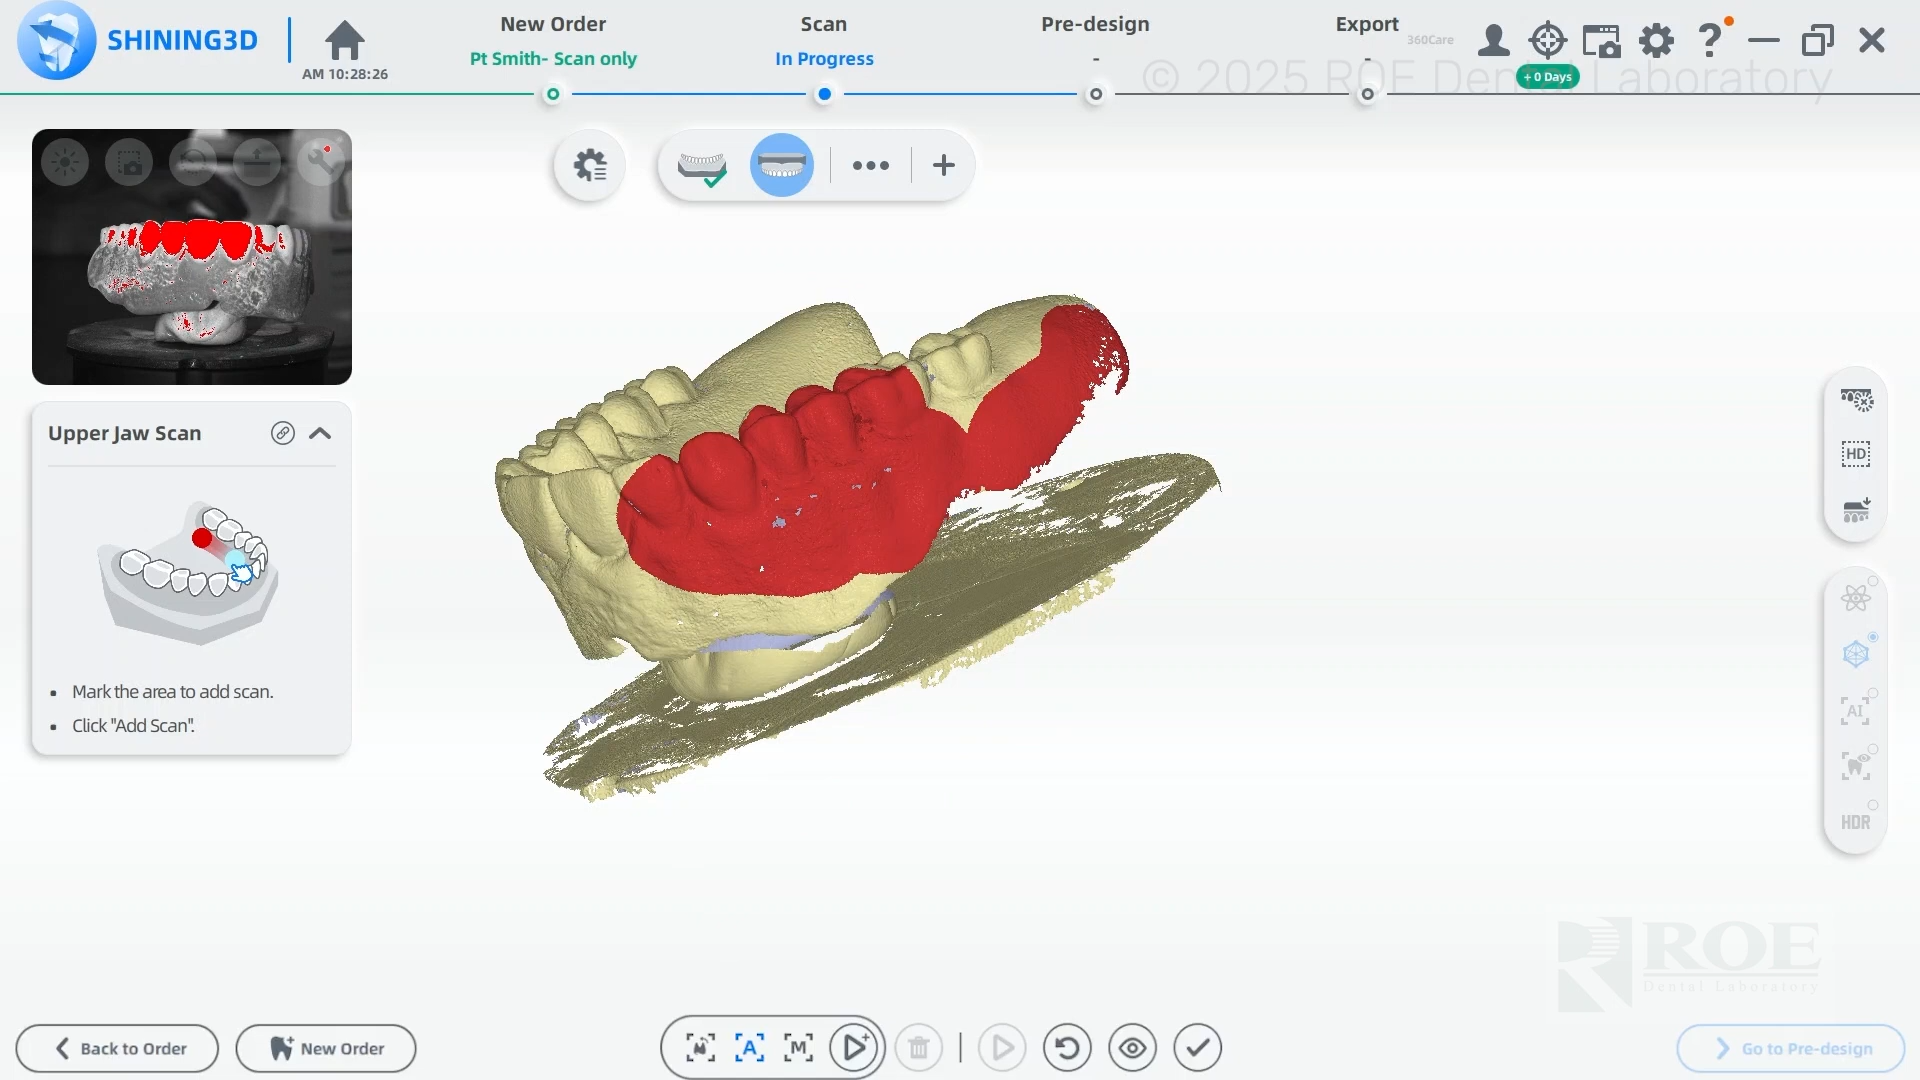 SHINING3D
AM 10:28:26
New Order
Pt Smith- Scan only
Scan
In Progress
Pre-design
-
Export
-
360Care
+ 0 Days
© 2025 ROE Dental Laboratory
Upper Jaw Scan
Mark the area to add scan.
Click "Add Scan".
HD
AI
HDR
ROE
Dental Laboratory
Back to Order
New Order
A
M
Go to Pre-design